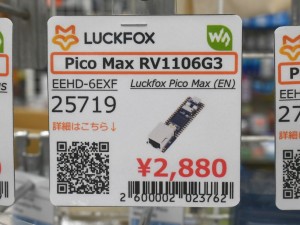 LUCKFOX
Pico Max RV1106G3
EEHD-6EXF Luckfox Pico Max (EN)
25719
詳細はこちら↓
¥2,880
2 600002 023762